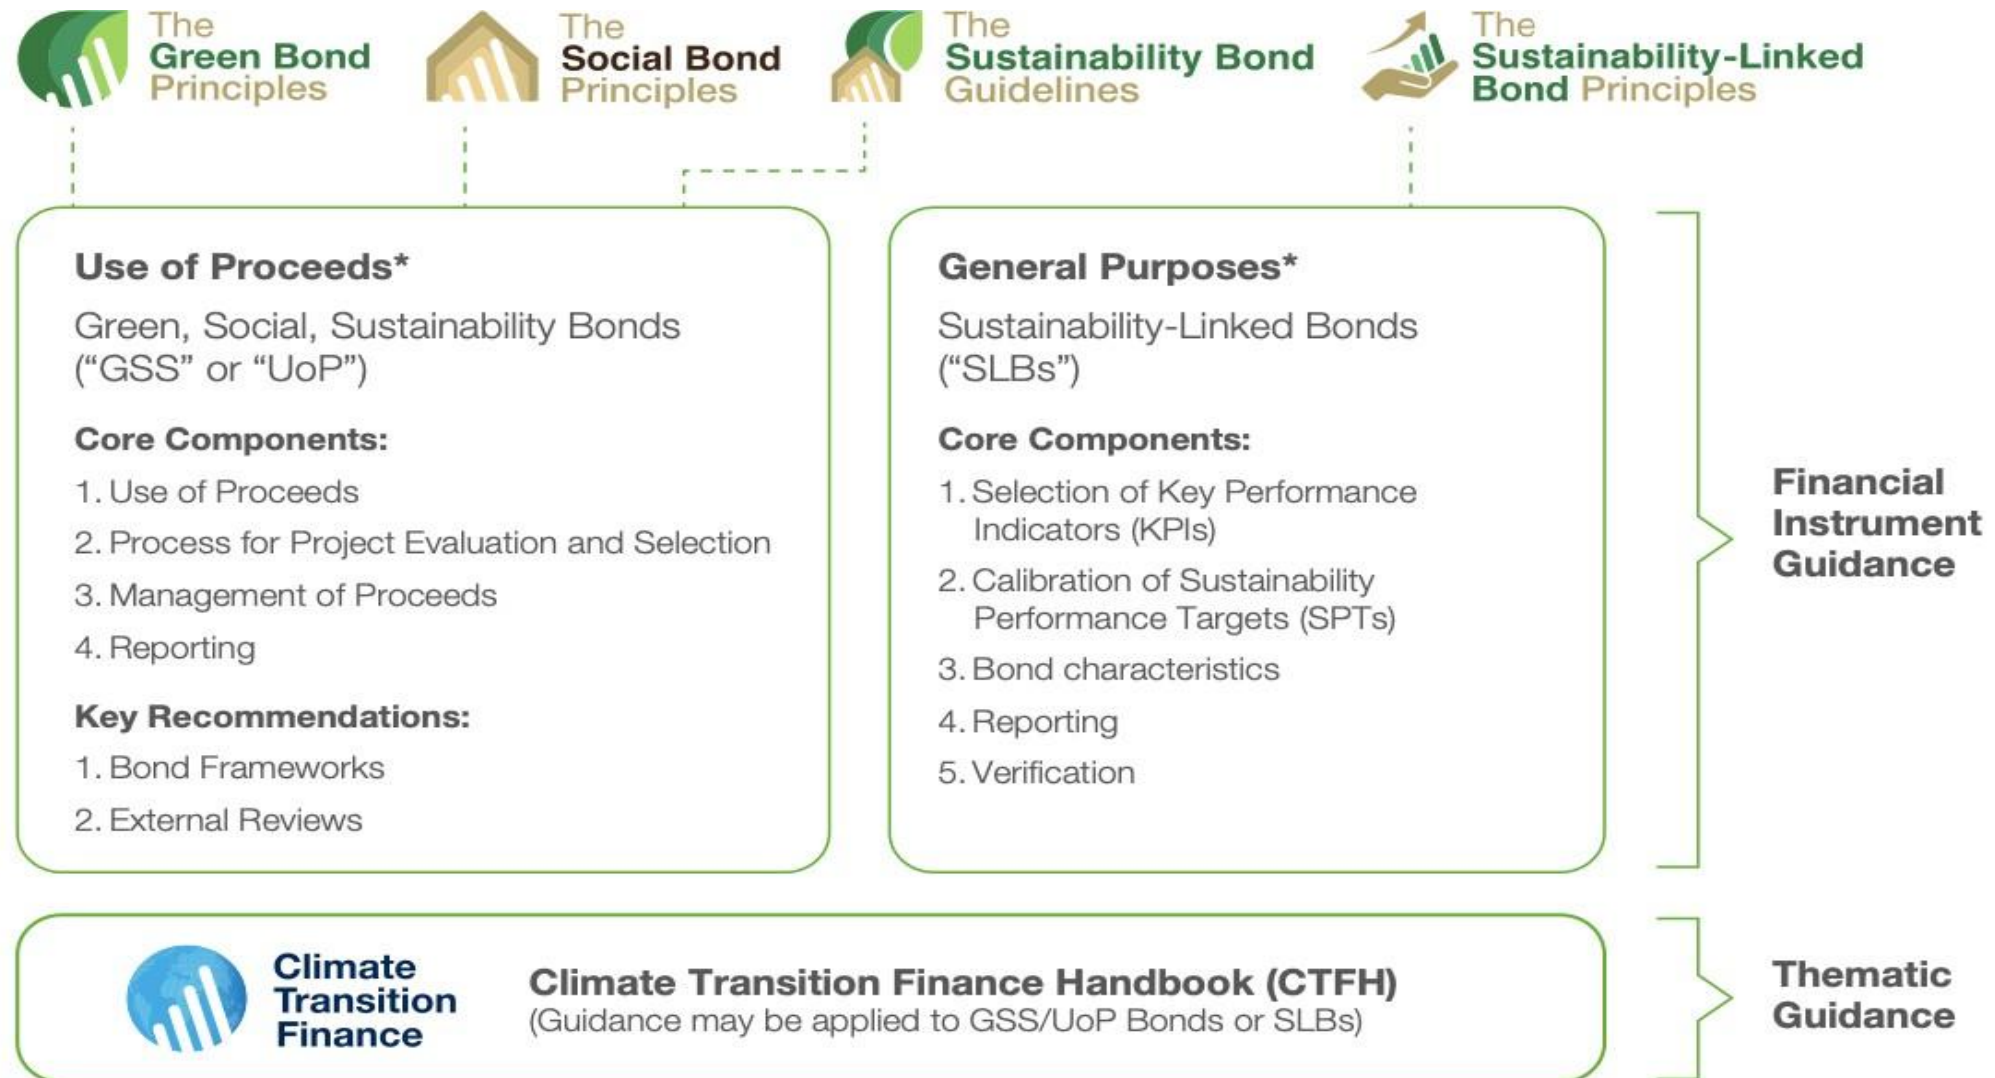 The
Green Bond
Principles
The
Social Bond
Principles
The
Sustainability Bond
Guidelines
The
Sustainability-Linked
Bond Principles
Use of Proceeds*
Green, Social, Sustainability Bonds
(“GSS” or “UoP”)
Core Components:
1. Use of Proceeds
2. Process for Project Evaluation and Selection
3. Management of Proceeds
4. Reporting
Key Recommendations:
1. Bond Frameworks
2. External Reviews
General Purposes*
Sustainability-Linked Bonds
(“SLBs”)
Core Components:
1. Selection of Key Performance
Indicators (KPIs)
2. Calibration of Sustainability
Performance Targets (SPTs)
3. Bond characteristics
4. Reporting
5. Verification
Financial
Instrument
Guidance
Climate
Transition
Finance
Climate Transition Finance Handbook (CTFH)
(Guidance may be applied to GSS/UoP Bonds or SLBs)
Thematic
Guidance